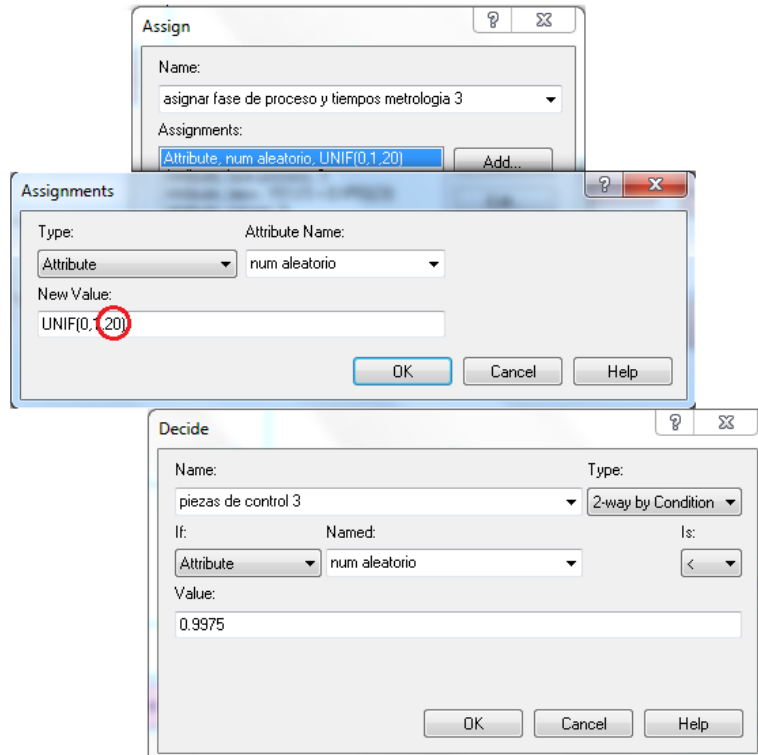 Assign
Name:
asignar fase de proceso y tiempos metrologia 3
Assignments:
Attribute, num aleatorio, UNIF(0,1,20)
Add...
Assignments
Type:
Attribute Name:
Attribute
num aleatorio
New Value:
UNIF(0,1,20)
OK
Cancel
Help
Decide
Name:
Type:
piezas de control 3
2-way by Condition
If:
Named:
Is:
Attribute
num aleatorio
<
Value:
0.9975
OK
Cancel
Help